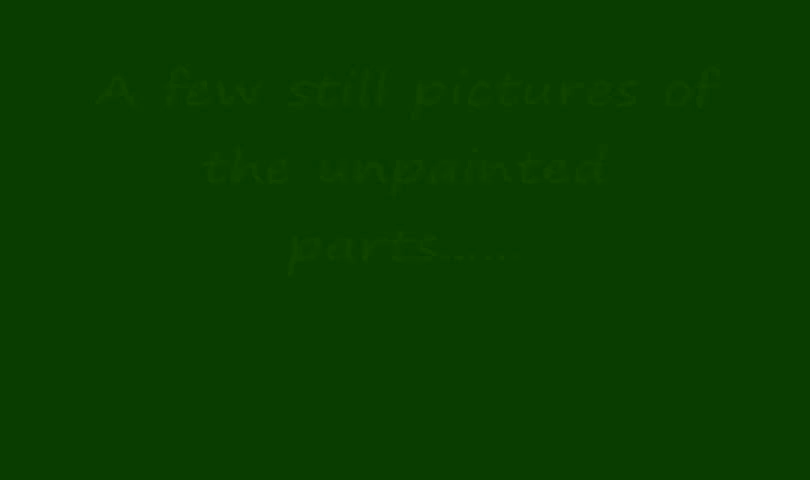 A few still pictures of
the unpainted
parts......